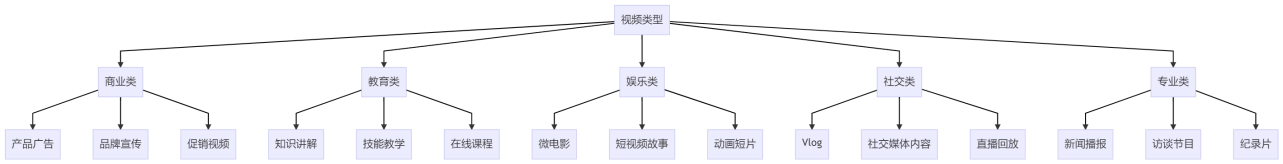 视频类型
商业类
教育类
娱乐类
社交类
专业类
产品广告
品牌宣传
促销视频
知识讲解
技能教学
在线课程
微电影
短视频故事
动画短片
Vlog
社交媒体内容
直播回放
新闻播报
访谈节目
纪录片